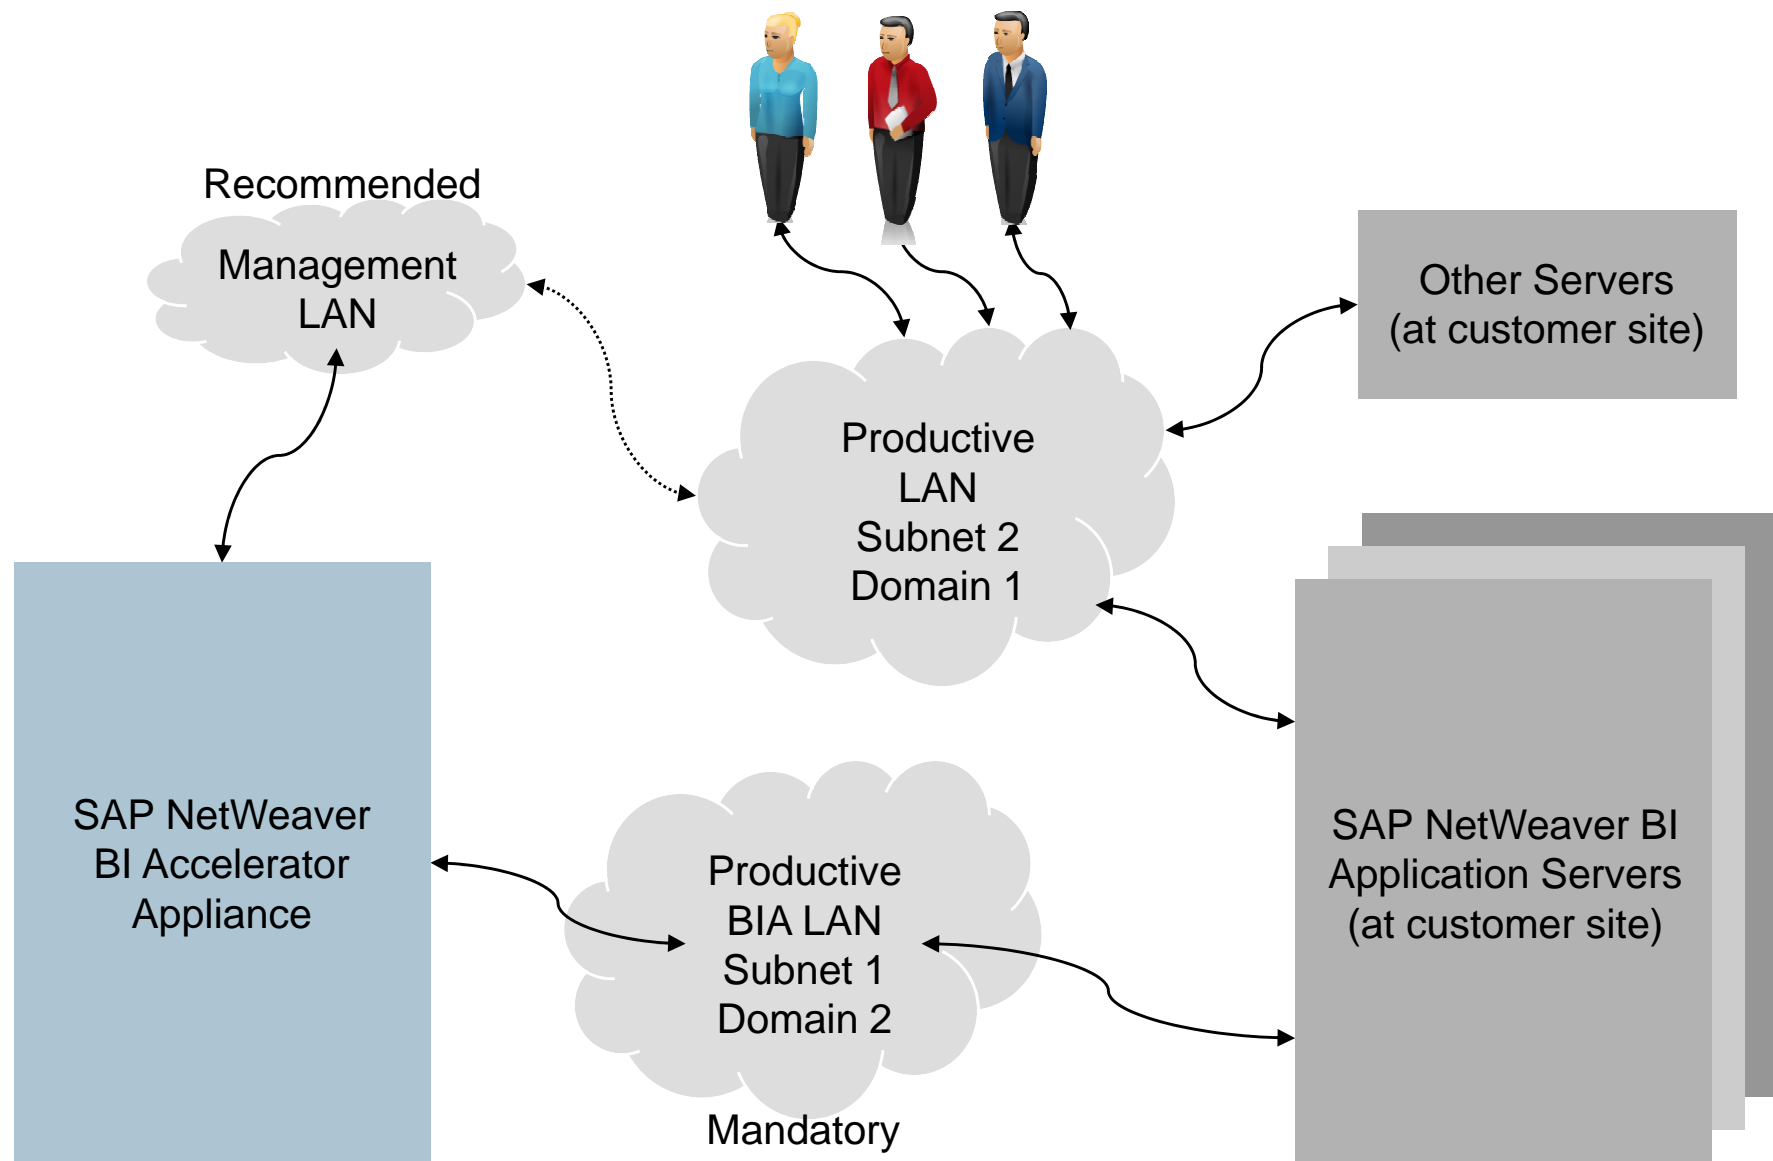 Recommended
Management
LAN
Other Servers
(at customer site)
Productive
LAN
Subnet 2
Domain 1
SAP NetWeaver
BI Accelerator
Appliance
Productive
BIA LAN
Subnet 1
Domain 2
Mandatory
SAP NetWeaver BI
Application Servers
(at customer site)